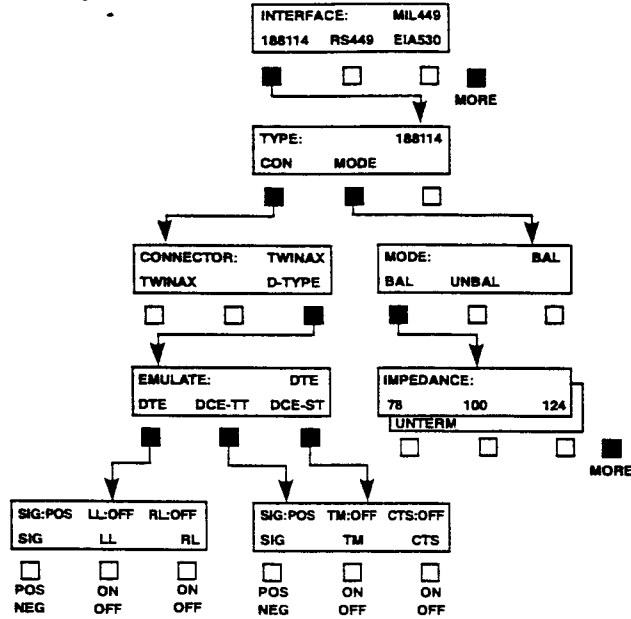 INTERFACE: MIL449
188114 RS449 EIA530
MORE
TYPE: 188114
CON MODE
CONNECTOR: TWINAX
TWINAX D-TYPE
MODE: BAL
BAL UNBAL
EMULATE: DTE
DTE DCE-TT DCE-ST
IMPEDANCE:
78 100 124
UNTERM
MORE
SIG:POS LL:OFF RL:OFF
SIG LL RL
POS ON ON
NEG OFF OFF
SIG:POS TM:OFF CTS:OFF
SIG TM CTS
POS ON ON
NEG OFF OFF